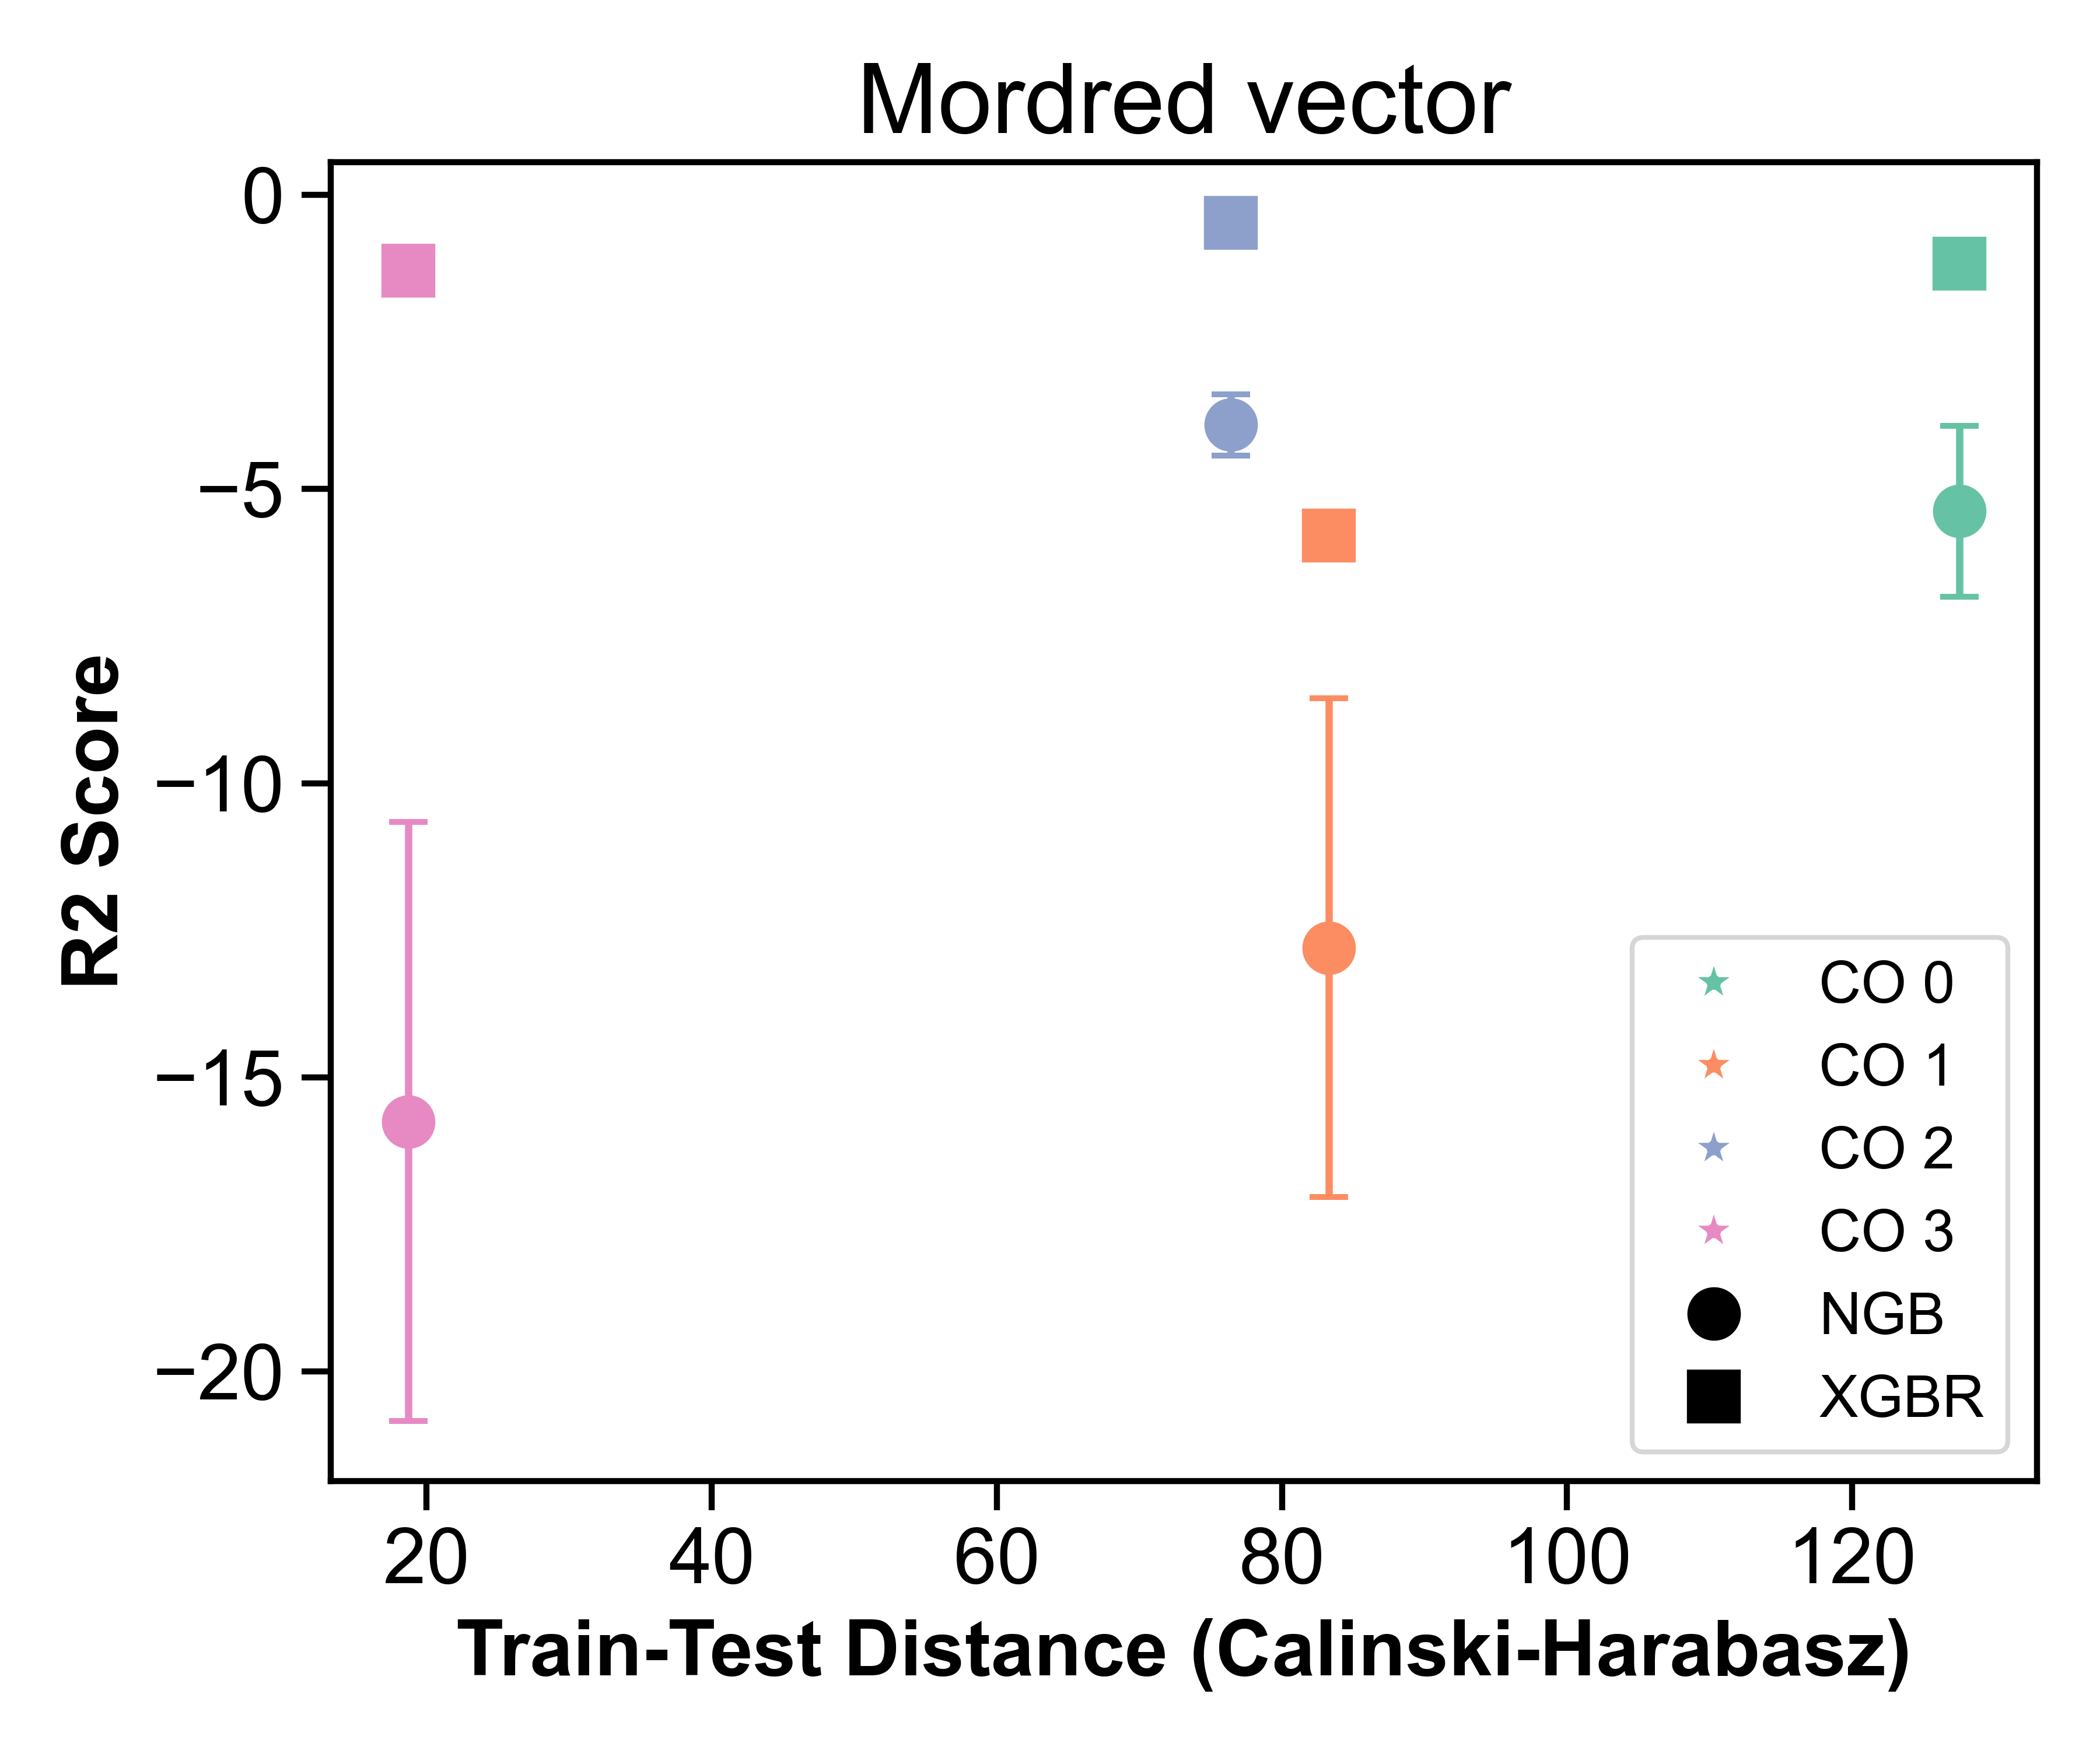 Mordred vector
0
−5
−10
−15
−20
R2 Score
CO 0
CO 1
CO 2
CO 3
NGB
XGBR
20 40 60 80 100 120
Train-Test Distance (Calinski-Harabasz)